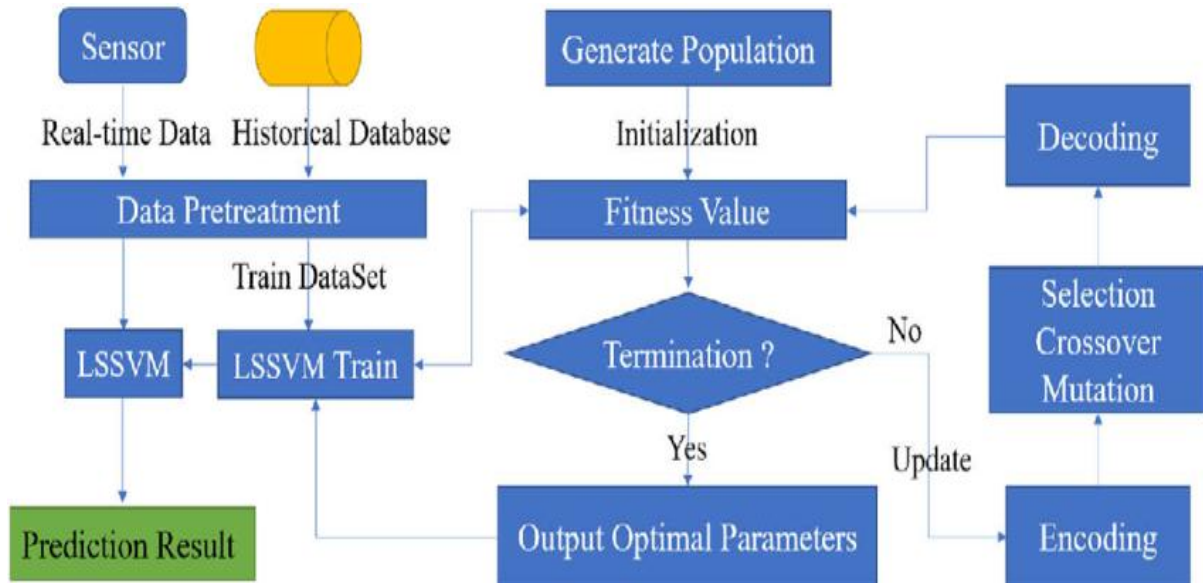 Sensor
Generate Population
Real-time Data
Historical Database
Initialization
Decoding
Data Pretreatment
Fitness Value
Train DataSet
Selection
Crossover
Mutation
No
LSSVM
LSSVM Train
Termination ?
Yes
Update
Prediction Result
Output Optimal Parameters
Encoding